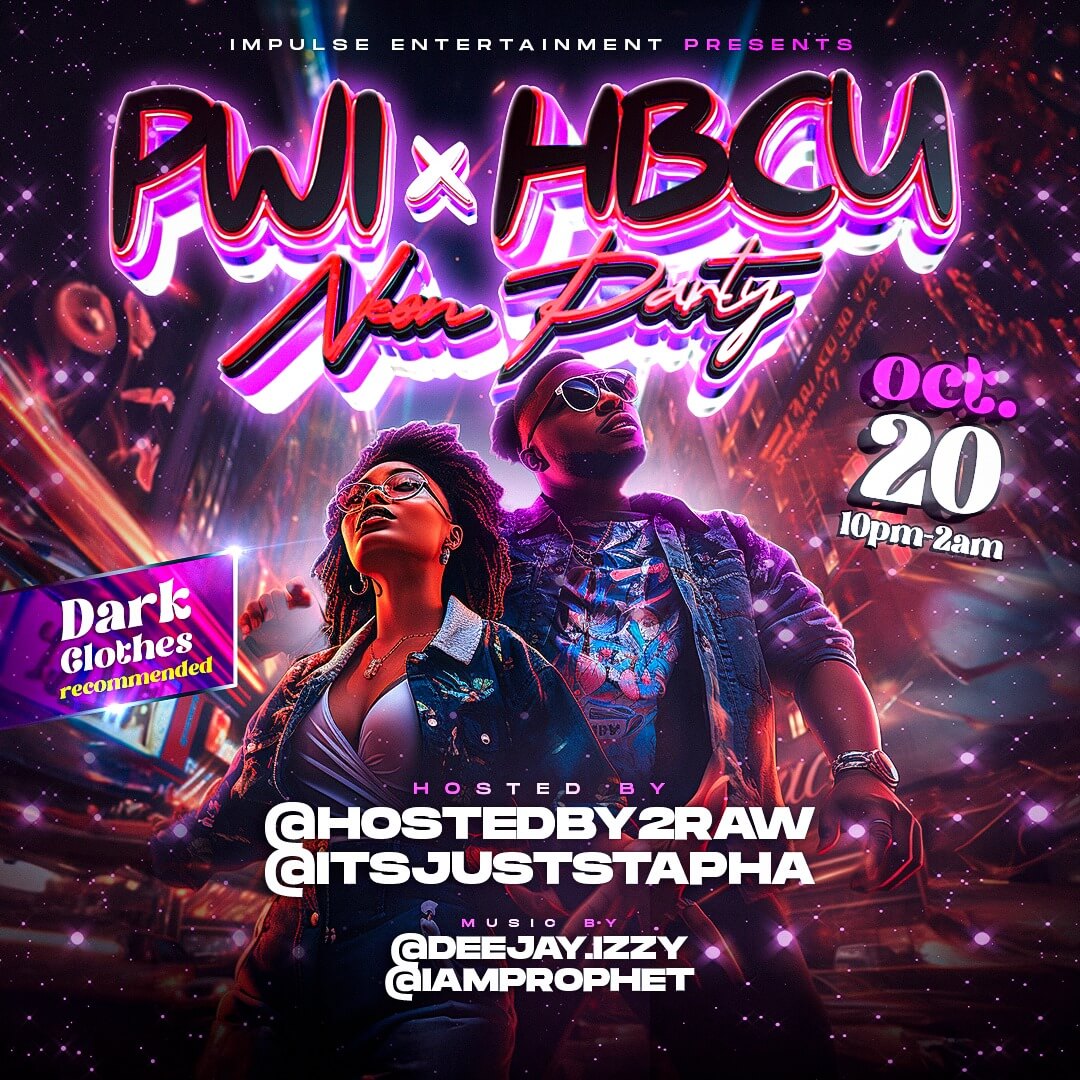 IMPULSE ENTERTAINMENT PRESENTS
PWI x HBCU
Neon Party
Oct.
20
10pm-2am
Dark
Clothes
recommended
HOSTED BY
@HOSTEDBY2RAW
@ITSJUSTSTAPHA
MUSIC BY
@DEEJAY.IZZY
@IAMPROPHET